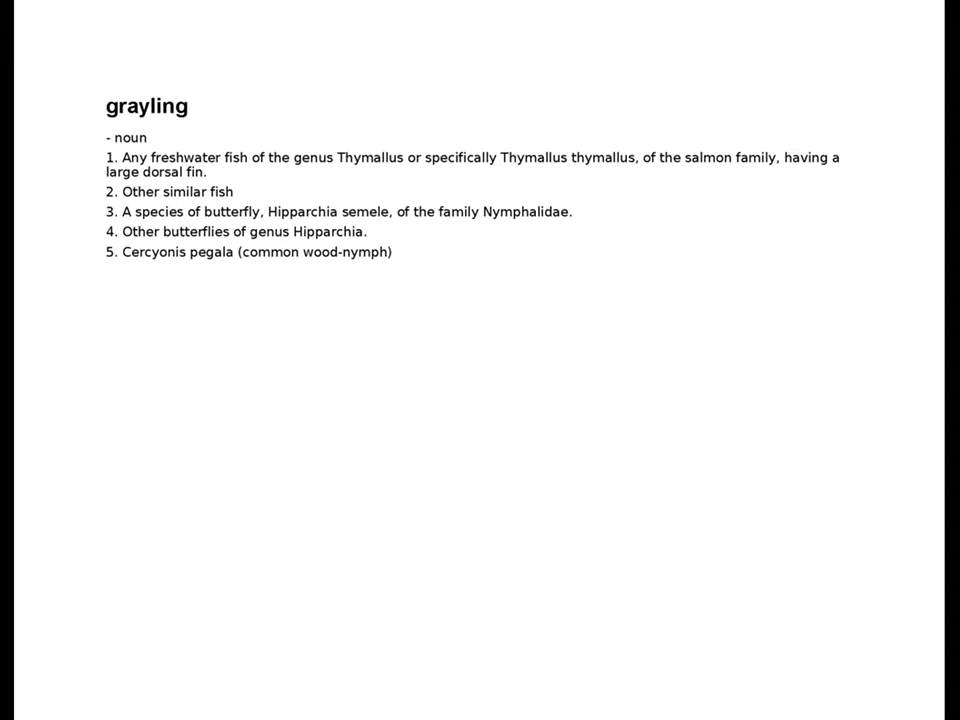 grayling
- noun
1. Any freshwater fish of the genus Thymallus or specifically Thymallus thymallus, of the salmon family, having a
large dorsal fin.
2. Other similar fish
3. A species of butterfly, Hipparchia semele, of the family Nymphalidae.
4. Other butterflies of genus Hipparchia.
5. Cercyonis pegala (common wood-nymph)